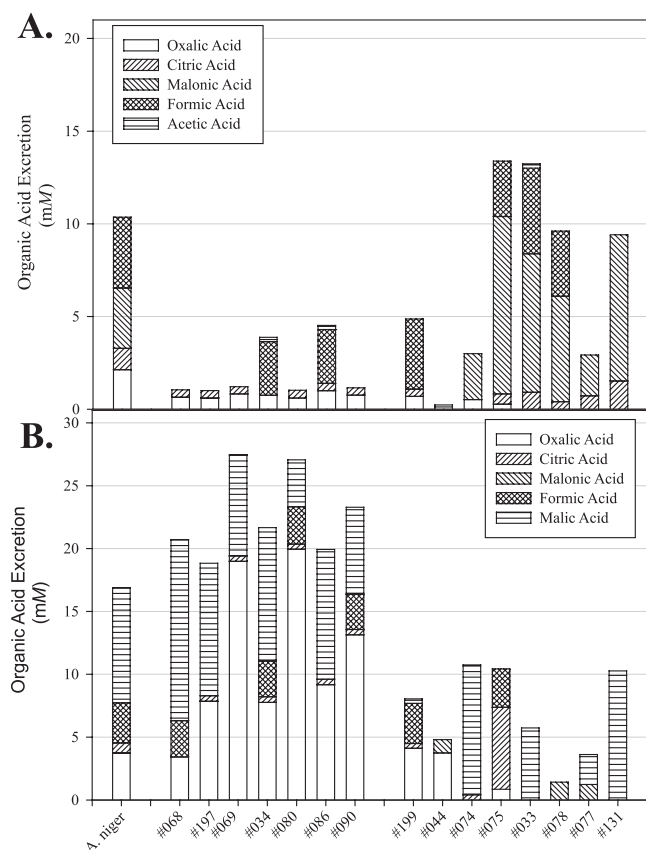 A.
20
15
10
5
0
Organic Acid Excretion
(mM)
Oxalic Acid
Citric Acid
Malonic Acid
Formic Acid
Acetic Acid
B.
30
25
20
15
10
5
0
Organic Acid Excretion
(mM)
Oxalic Acid
Citric Acid
Malonic Acid
Formic Acid
Malic Acid
A. niger
#068
#197
#069
#034
#080
#086
#090
#199
#044
#074
#075
#033
#078
#077
#131